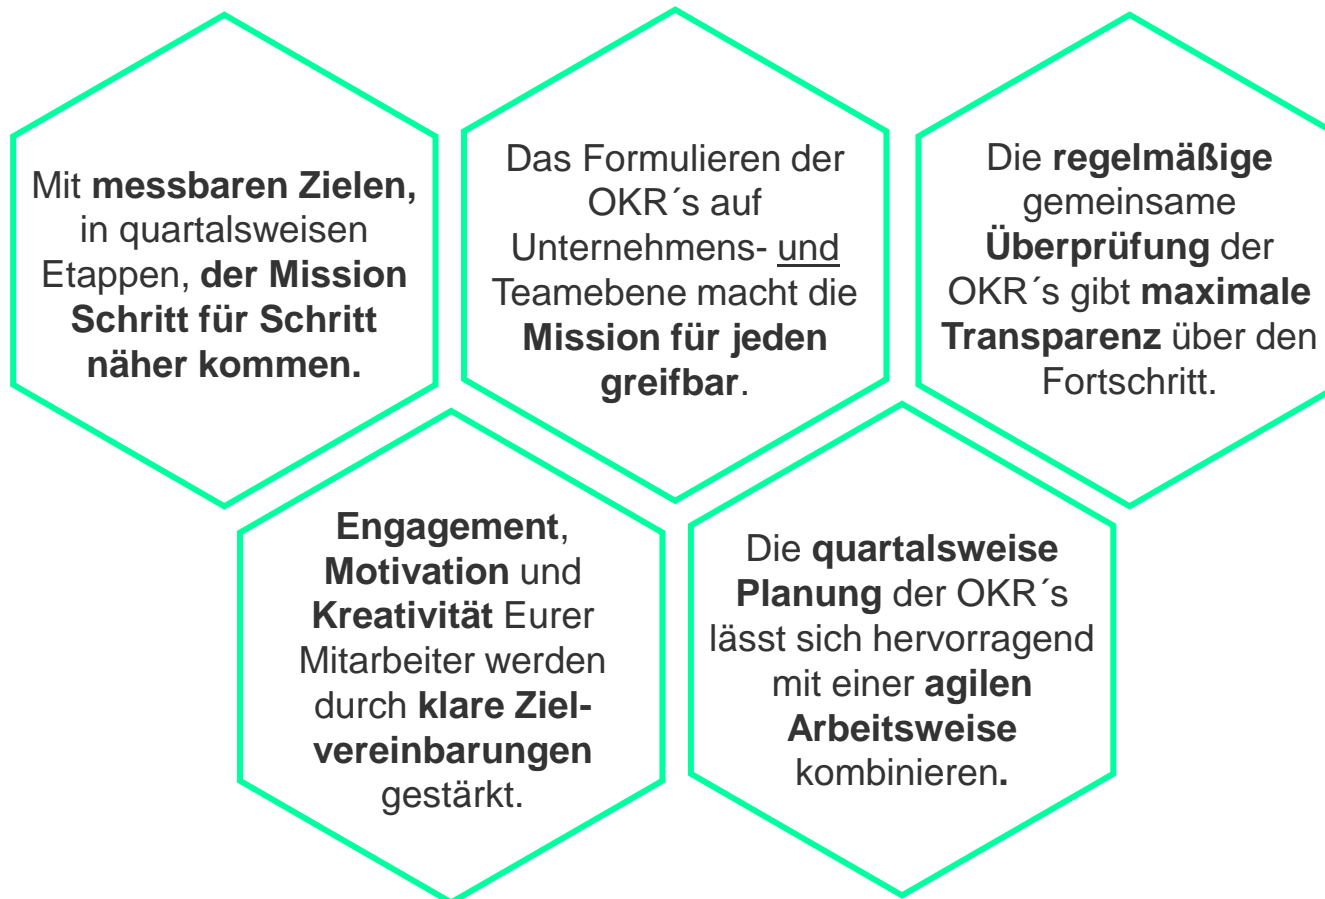 Mit messbaren Zielen,
in quartalsweisen
Etappen, der Mission
Schritt für Schritt
näher kommen.
Das Formulieren der
OKR´s auf
Unternehmens- und
Teamebene macht die
Mission für jeden
greifbar.
Die regelmäßige
gemeinsame
Überprüfung der
OKR´s gibt maximale
Transparenz über den
Fortschritt.
Engagement,
Motivation und
Kreativität Eurer
Mitarbeiter werden
durch klare Ziel-
vereinbarungen
gestärkt.
Die quartalsweise
Planung der OKR´s
lässt sich hervorragend
mit einer agilen
Arbeitsweise
kombinieren.